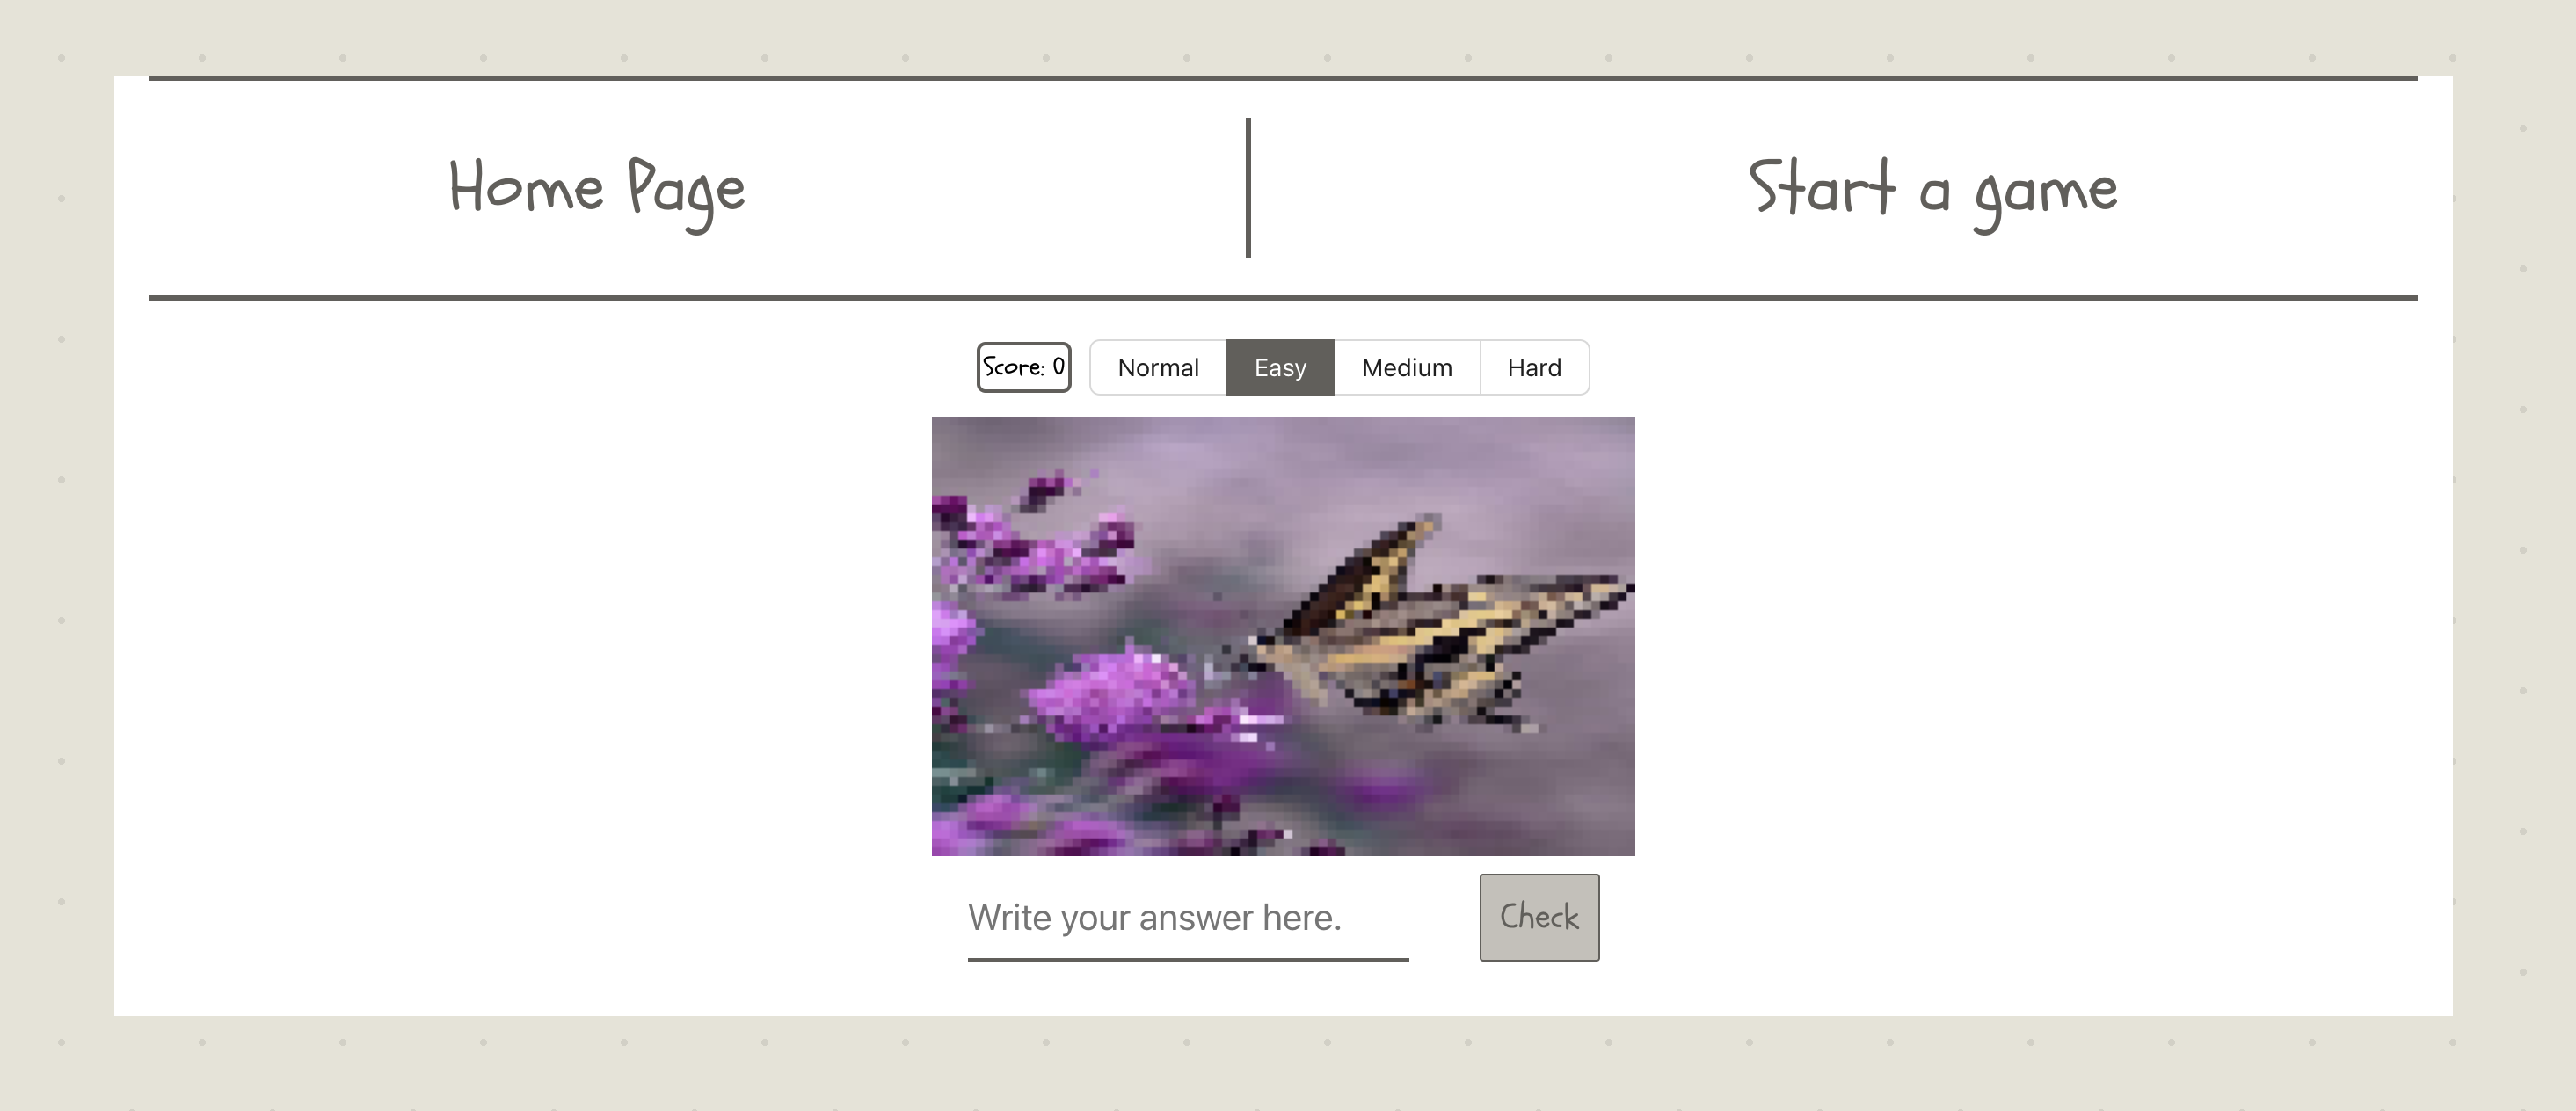 Home Page
Start a game
Score: 0
Normal
Easy
Medium
Hard
Write your answer here.
Check